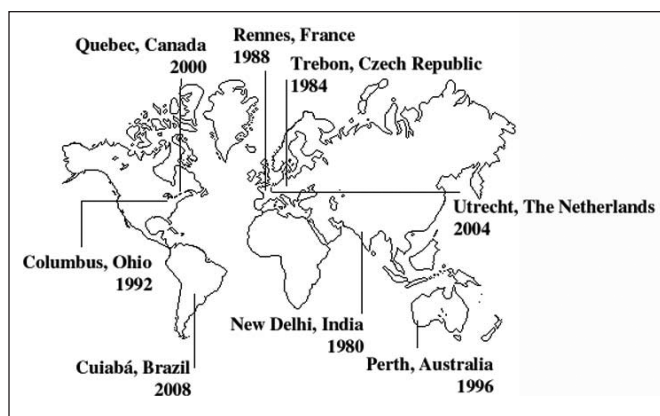 Quebec, Canada
2000
Rennes, France
1988
Trebon, Czech Republic
1984
Utrecht, The Netherlands
2004
Columbus, Ohio
1992
New Delhi, India
1980
Cuiabá, Brazil
2008
Perth, Australia
1996